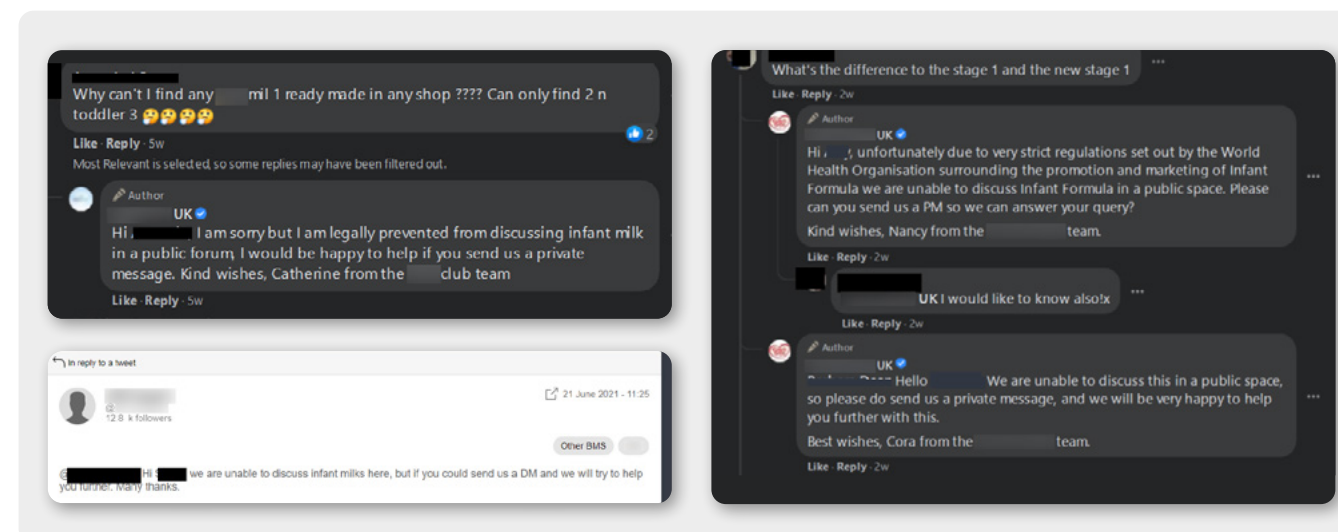 Why can't I find any mil 1 ready made in any shop ???? Can only find 2 n
toddler 3 🤔🤔🤔🤔
Like · Reply · 5w
2
Most Relevant is selected, so some replies may have been filtered out.
Author
UK
Hi I am sorry but I am legally prevented from discussing infant milk
in a public forum, I would be happy to help if you send us a private
message. Kind wishes, Catherine from the club team
Like · Reply · 5w
In reply to a tweet
21 June 2021 - 11:25
@
12.8 k followers
Other BMS
@ Hi we are unable to discuss infant milks here, but if you could send us a DM and we will try to help
you further. Many thanks.
What's the difference to the stage 1 and the new stage 1
Like · Reply · 2w
Author
UK
Hi , unfortunately due to very strict regulations set out by the World
Health Organisation surrounding the promotion and marketing of Infant
Formula we are unable to discuss Infant Formula in a public space. Please
can you send us a PM so we can answer your query?
Kind wishes, Nancy from the team.
Like · Reply · 2w
UK I would like to know also!x
Like · Reply · 2w
Author
UK
Hello We are unable to discuss this in a public space,
so please do send us a private message, and we will be very happy to help
you further with this.
Best wishes, Cora from the team.
Like · Reply · 2w